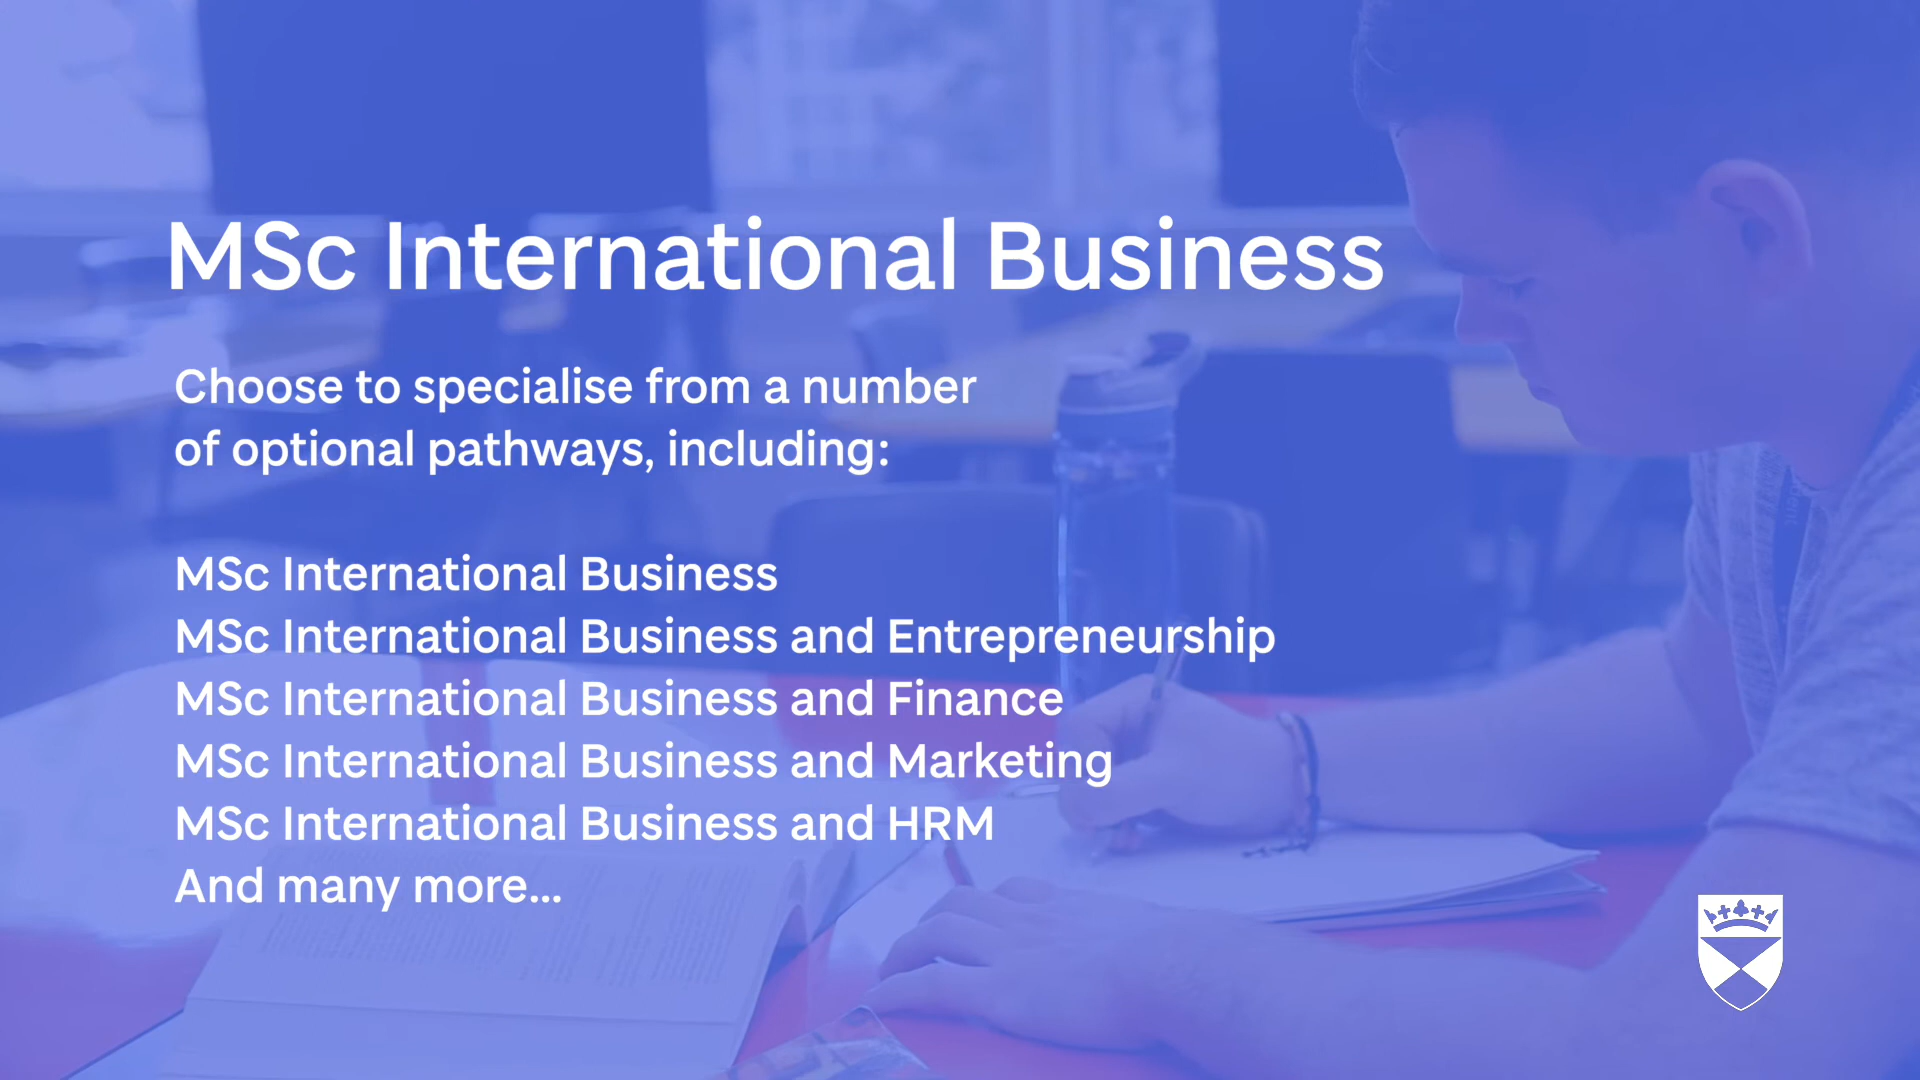 MSc International Business
Choose to specialise from a number
of optional pathways, including:
MSc International Business
MSc International Business and Entrepreneurship
MSc International Business and Finance
MSc International Business and Marketing
MSc International Business and HRM
And many more...